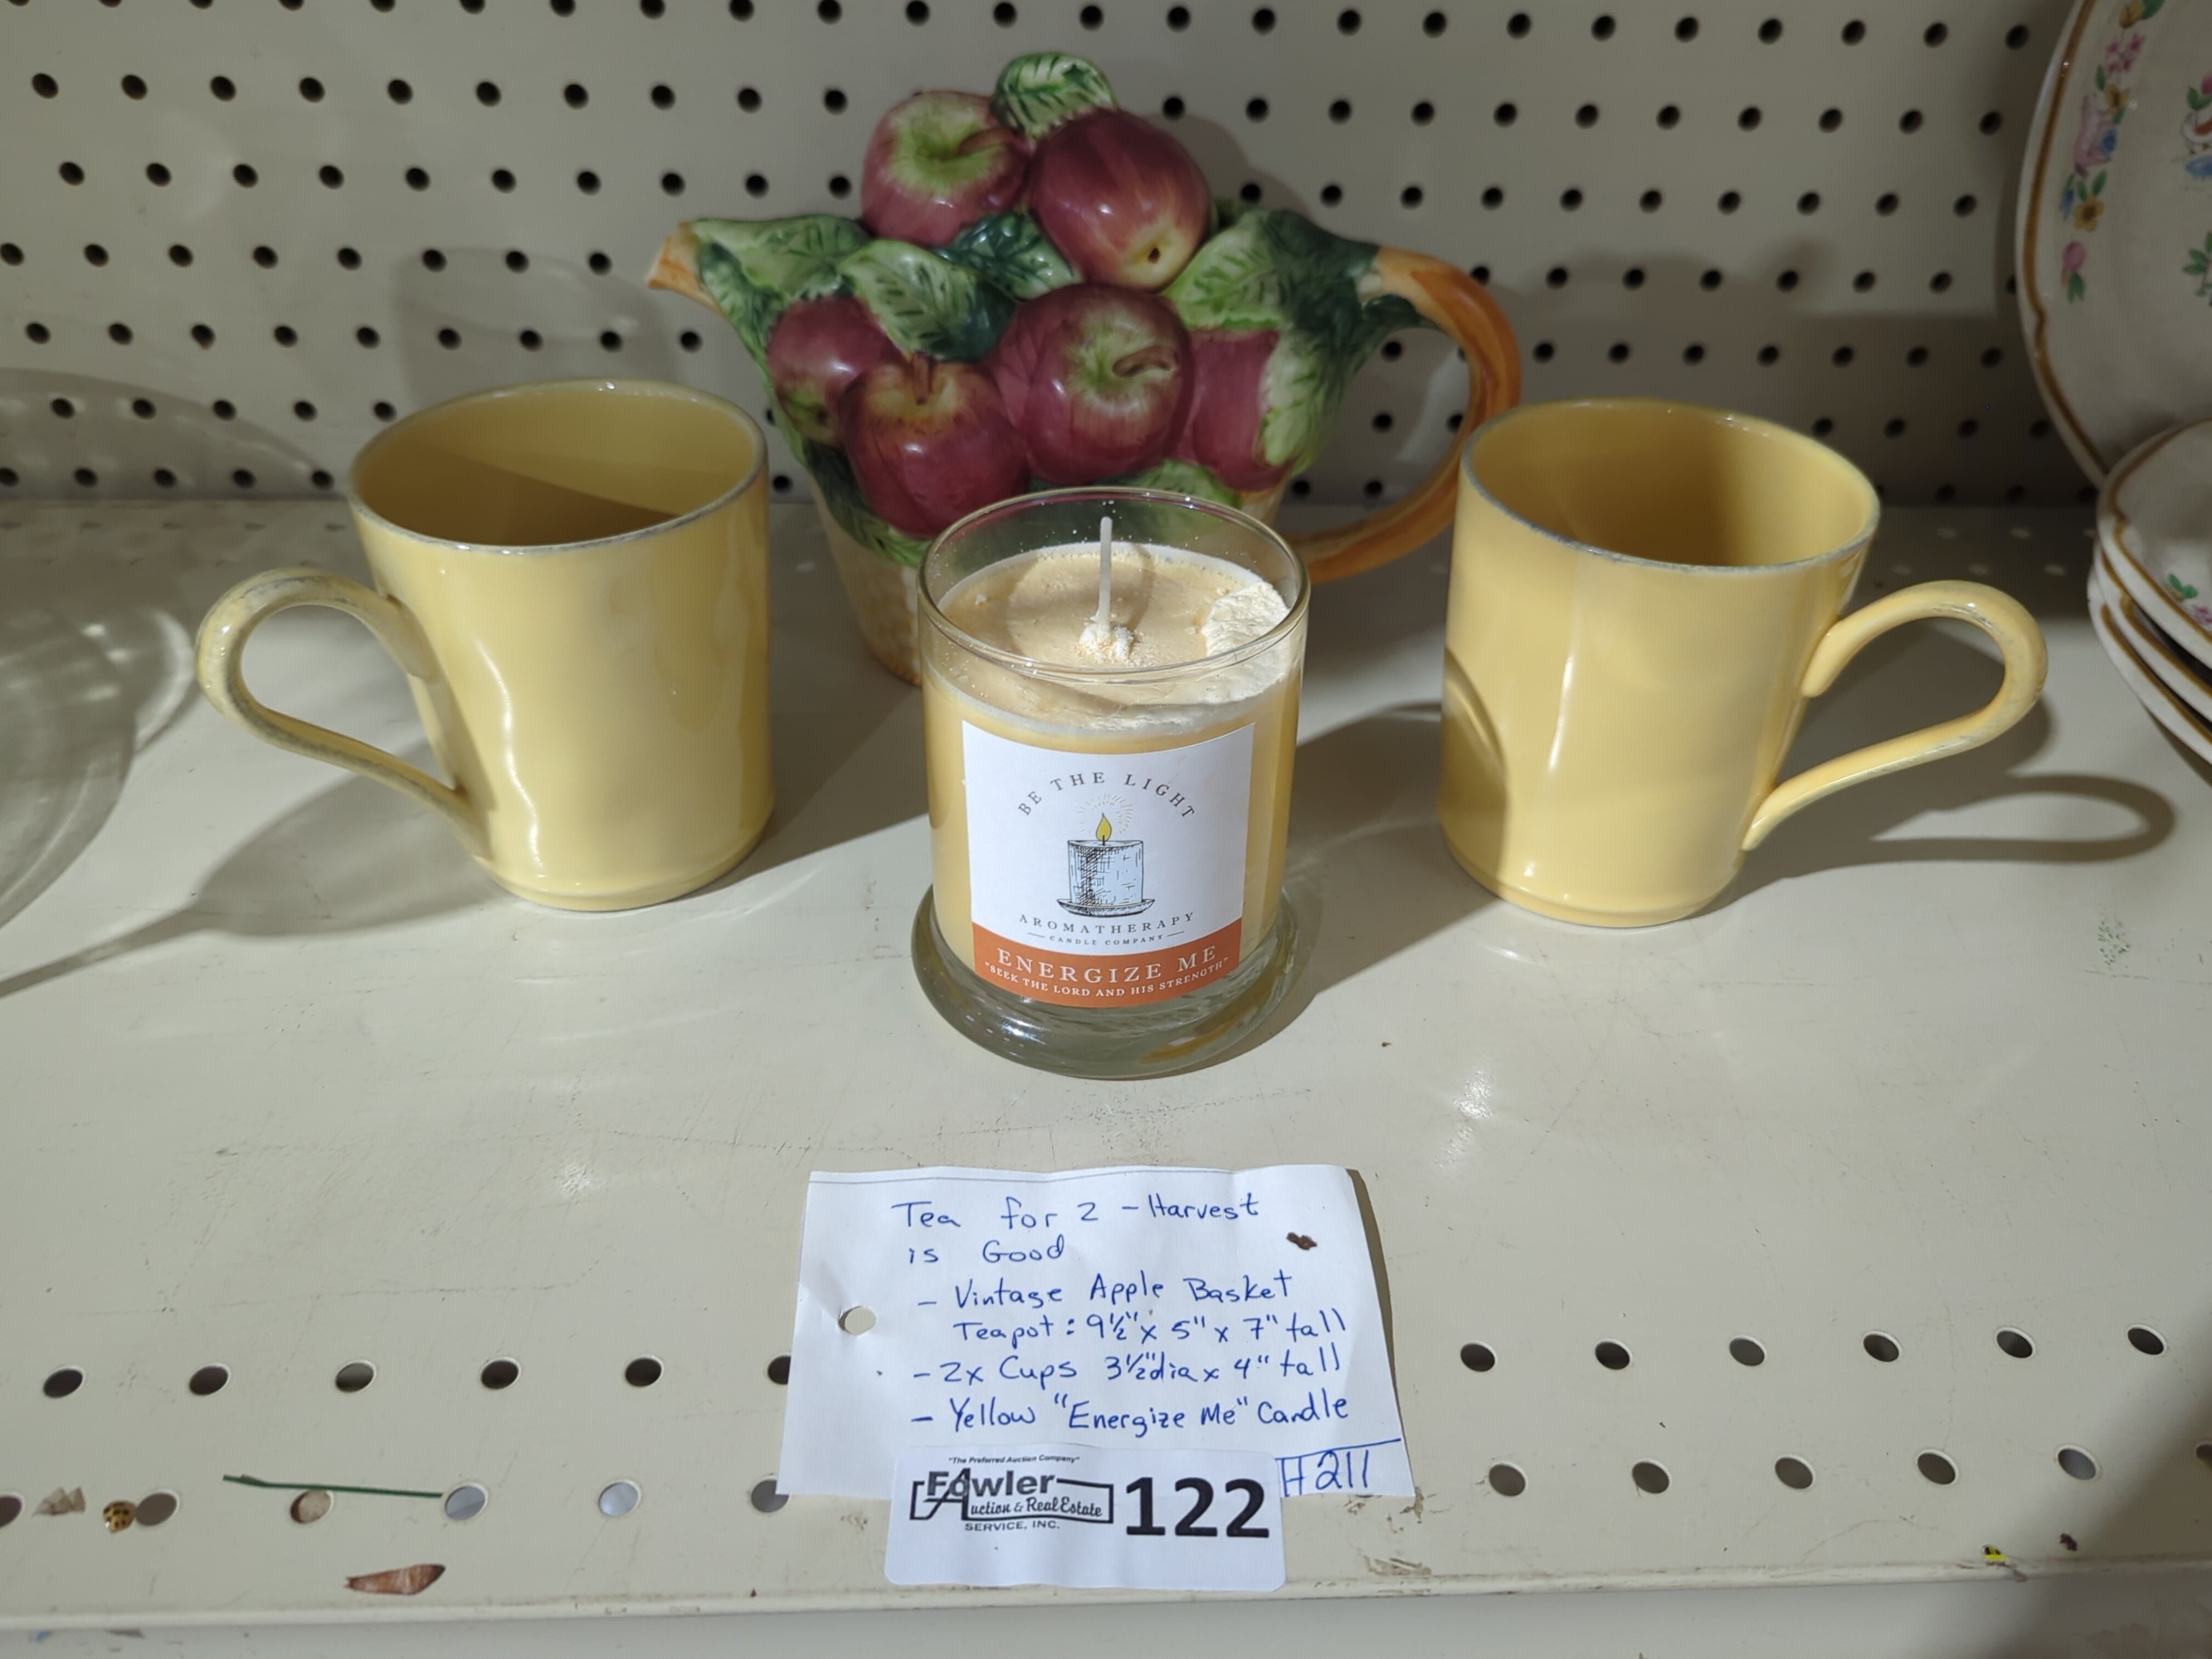 BE THE LIGHT
AROMATHERAPY
CANDLE COMPANY
ENERGIZE ME
"SEEK THE LORD AND HIS STRENGTH"
Tea for 2 - Harvest
is Good
- Vintage Apple Basket
Teapot: 9½" x 5" x 7" tall
- 2x Cups 3½" dia x 4" tall
- Yellow "Energize Me" Candle
#211
"The Preferred Auction Company"
Fowler
Auction & Real Estate
SERVICE, INC.
122